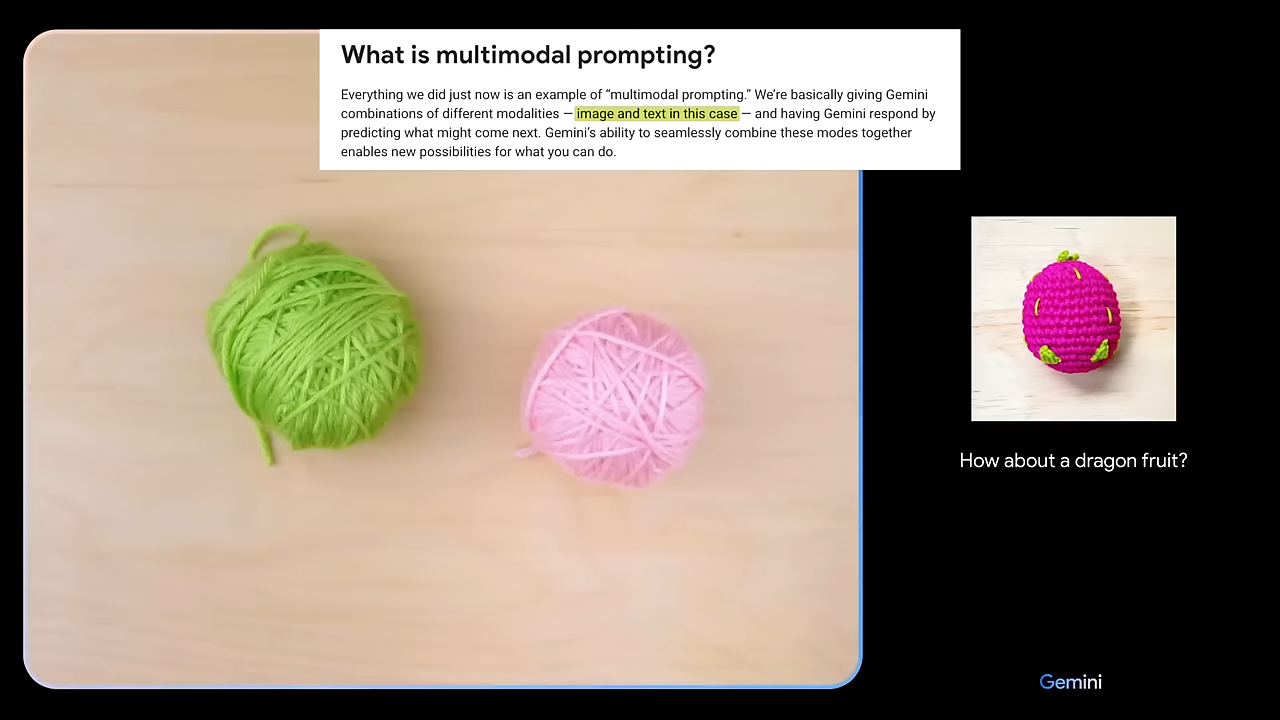 What is multimodal prompting?
Everything we did just now is an example of “multimodal prompting.” We’re basically giving Gemini
combinations of different modalities — image and text in this case — and having Gemini respond by
predicting what might come next. Gemini’s ability to seamlessly combine these modes together
enables new possibilities for what you can do.
How about a dragon fruit?
Gemini